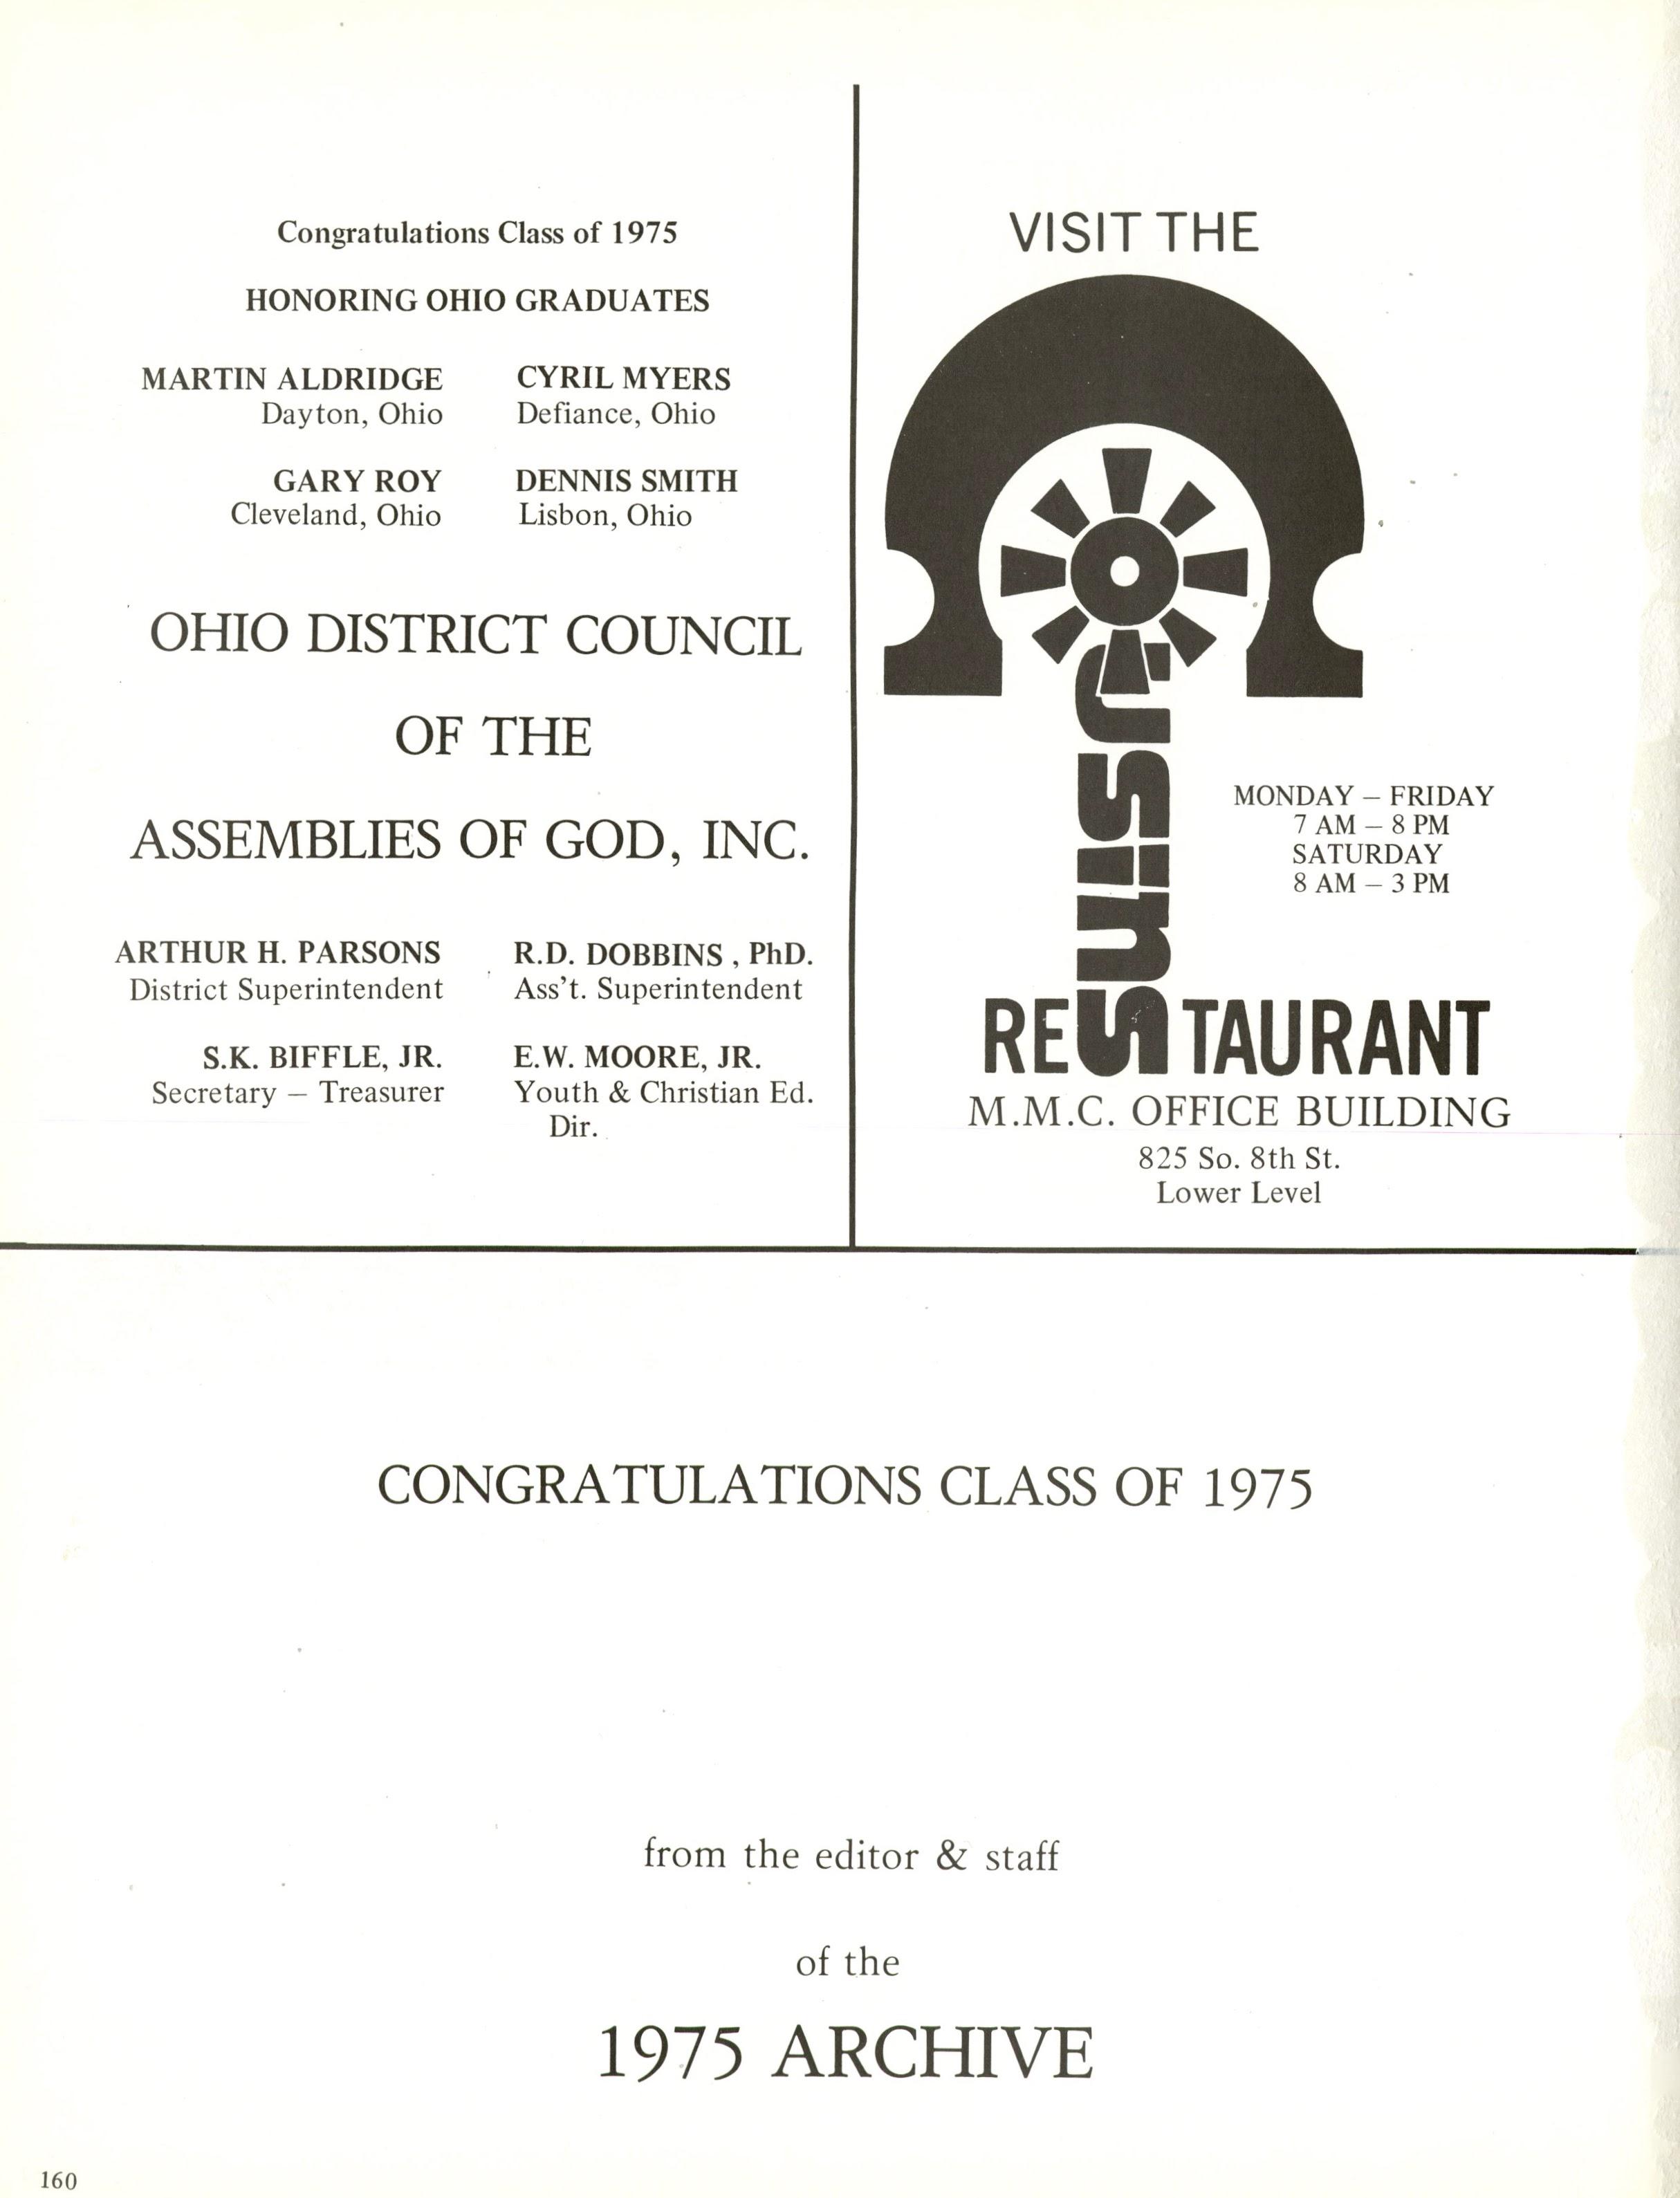 Congratulations Class of 1975
HONORING OHIO GRADUATES
MARTIN ALDRIDGE
Dayton, Ohio
CYRIL MYERS
Defiance, Ohio
GARY ROY
Cleveland, Ohio
DENNIS SMITH
Lisbon, Ohio
OHIO DISTRICT COUNCIL
OF THE
ASSEMBLIES OF GOD, INC.
ARTHUR H. PARSONS
District Superintendent
R.D. DOBBINS , PhD.
Ass't. Superintendent
S.K. BIFFLE, JR.
Secretary – Treasurer
E.W. MOORE, JR.
Youth & Christian Ed.
Dir.
VISIT THE
Cousins
MONDAY – FRIDAY
7 AM – 8 PM
SATURDAY
8 AM – 3 PM
RESTAURANT
M.M.C. OFFICE BUILDING
825 So. 8th St.
Lower Level
CONGRATULATIONS CLASS OF 1975
from the editor & staff
of the
1975 ARCHIVE
160